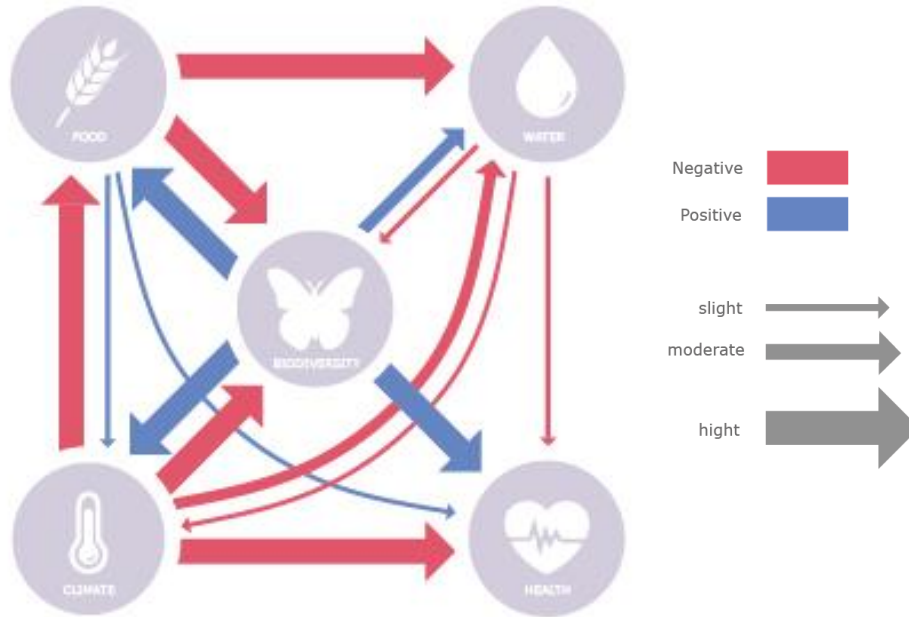 FOOD
WATER
Negative
Positive
BIODIVERSITY
slight
moderate
hight
CLIMATE
HEALTH